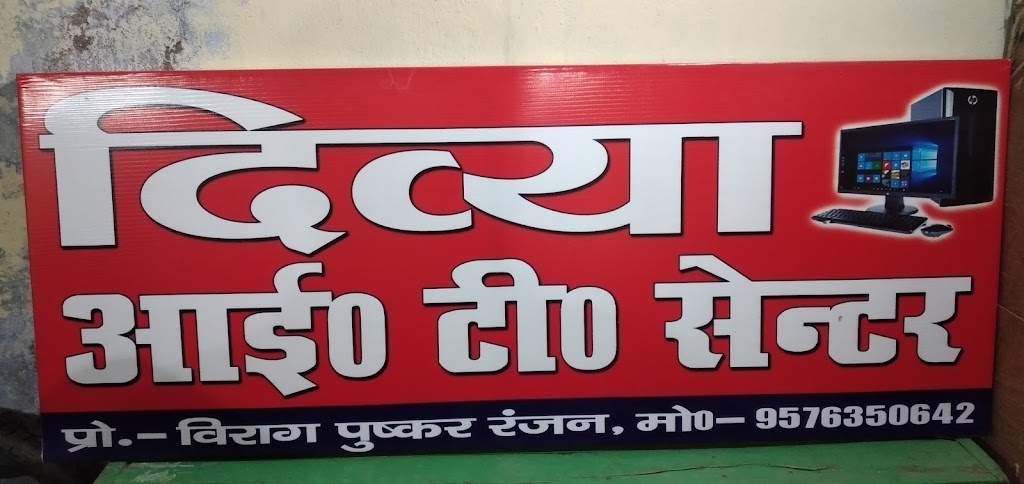 दिव्या
आई० टी० सेन्टर
प्रो.– विराग पुष्कर रंजन, मो०– 9576350642